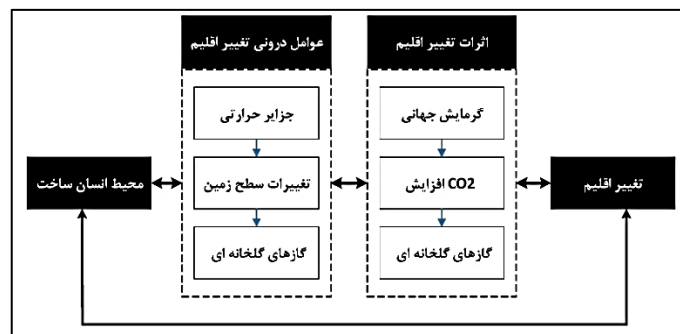 اثرات تغییر اقلیم
عوامل درونی تغییر اقلیم
گرمایش جهانی
جزایر حرارتی
تغییر اقلیم
افزایش CO2
تغییرات سطح زمین
محیط انسان ساخت
گازهای گلخانه ای
گازهای گلخانه ای